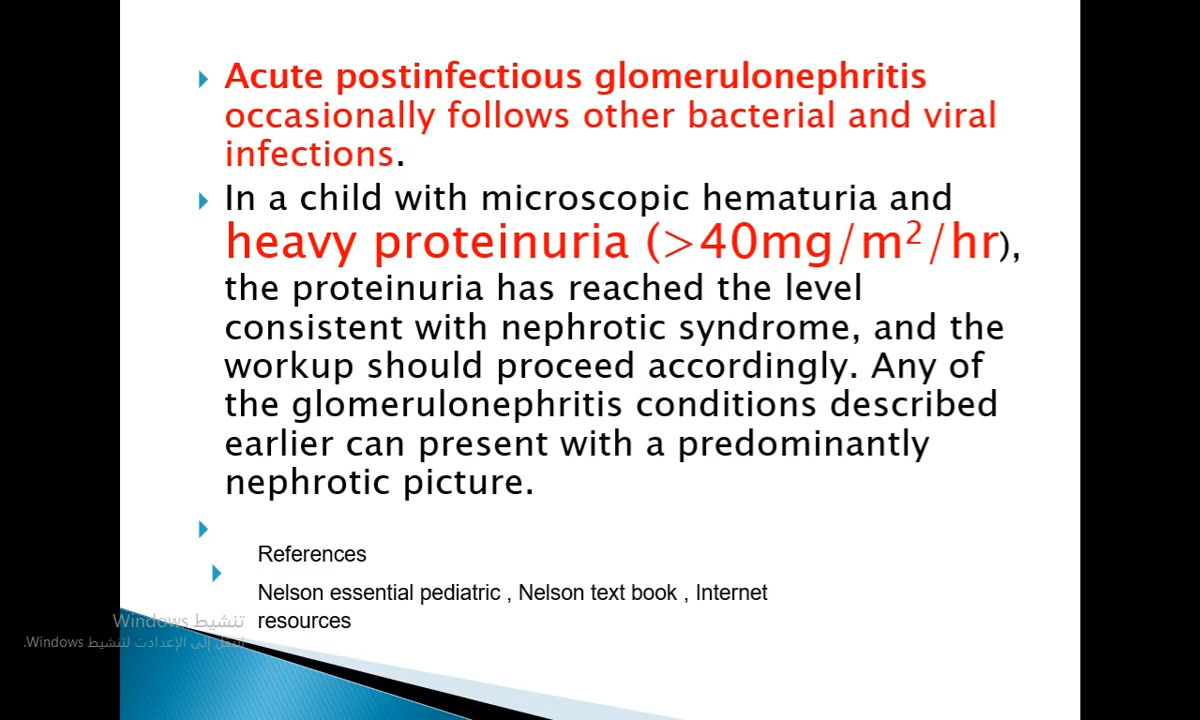 Acute postinfectious glomerulonephritis
occasionally follows other bacterial and viral
infections.
In a child with microscopic hematuria and
heavy proteinuria (>40mg/m²/hr),
the proteinuria has reached the level
consistent with nephrotic syndrome, and the
workup should proceed accordingly. Any of
the glomerulonephritis conditions described
earlier can present with a predominantly
nephrotic picture.
References
Nelson essential pediatric , Nelson text book , Internet
resources
تنشيط Windows
انتقل إلى الإعدادت لتنشيط Windows.